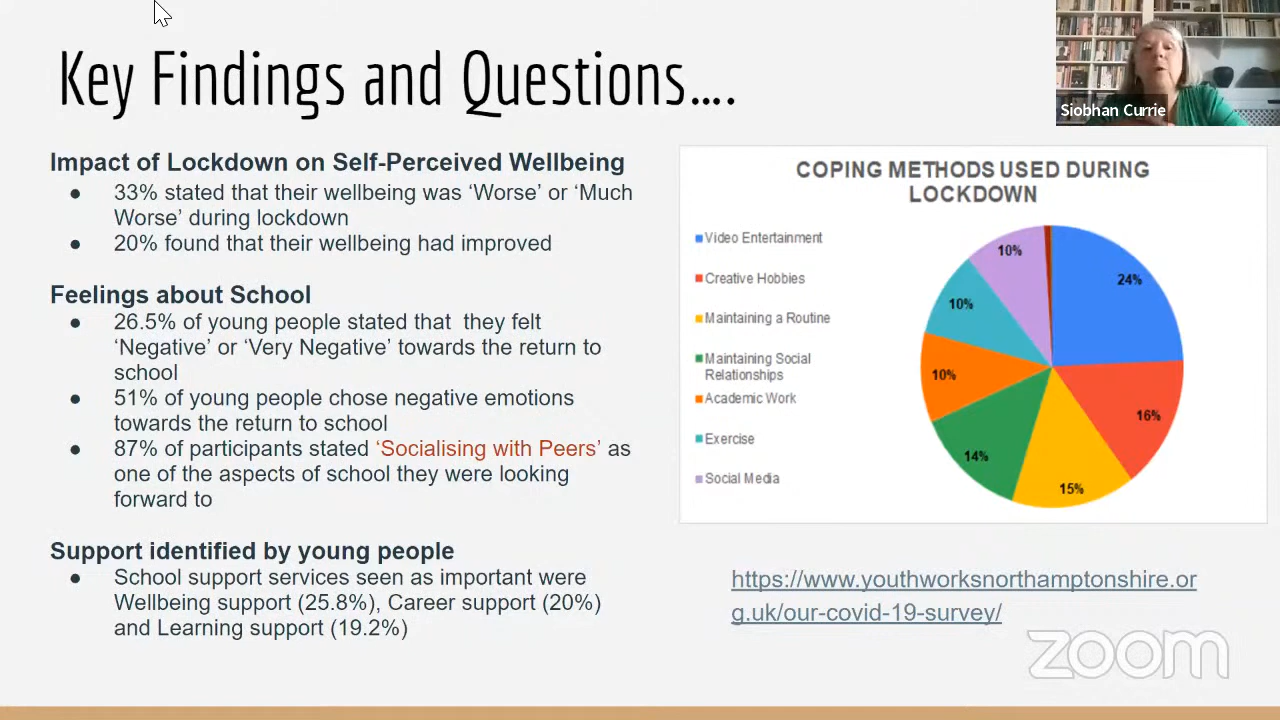 Key Findings and Questions....
Siobhan Currie
Impact of Lockdown on Self-Perceived Wellbeing
● 33% stated that their wellbeing was ‘Worse’ or ‘Much
Worse’ during lockdown
● 20% found that their wellbeing had improved
Feelings about School
● 26.5% of young people stated that they felt
‘Negative’ or ‘Very Negative’ towards the return to
school
● 51% of young people chose negative emotions
towards the return to school
● 87% of participants stated ‘Socialising with Peers’ as
one of the aspects of school they were looking
forward to
Support identified by young people
● School support services seen as important were
Wellbeing support (25.8%), Career support (20%)
and Learning support (19.2%)
COPING METHODS USED DURING
LOCKDOWN
Video Entertainment
Creative Hobbies
Maintaining a Routine
Maintaining Social
Relationships
Academic Work
Exercise
Social Media
24%
16%
15%
14%
10%
10%
10%
https://www.youthworksnorthamptonshire.or
g.uk/our-covid-19-survey/
zoom